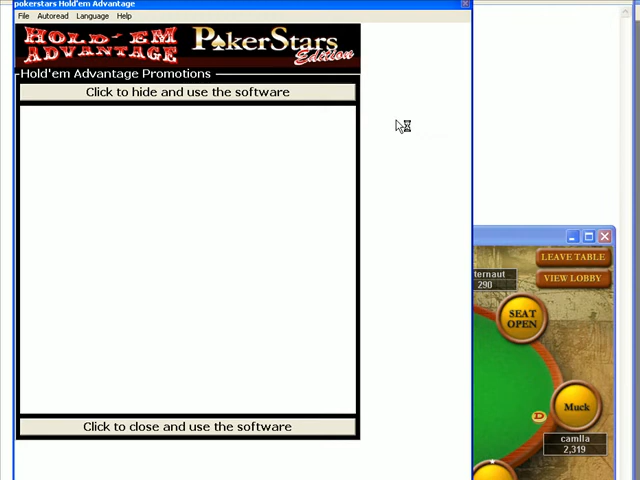 pokerstars Hold'em Advantage
File Autoread Language Help
HOLD'EM
ADVANTAGE
PokerStars
Edition
Hold'em Advantage Promotions
Click to hide and use the software
LEAVE TABLE
ternaut
290
VIEW LOBBY
SEAT
OPEN
Muck
D
camlla
2,319
Click to close and use the software